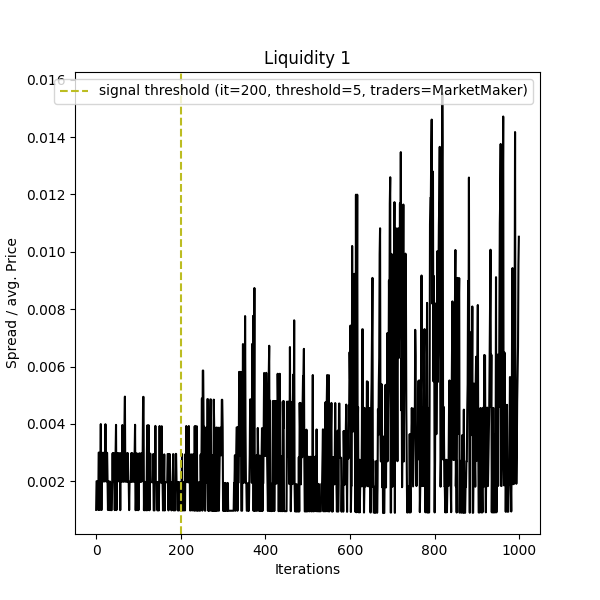 Liquidity 1
0.016
signal threshold (it=200, threshold=5, traders=MarketMaker)
0.014
0.012
0.010
0.008
0.006
0.004
0.002
Spread / avg. Price
0 200 400 600 800 1000
Iterations